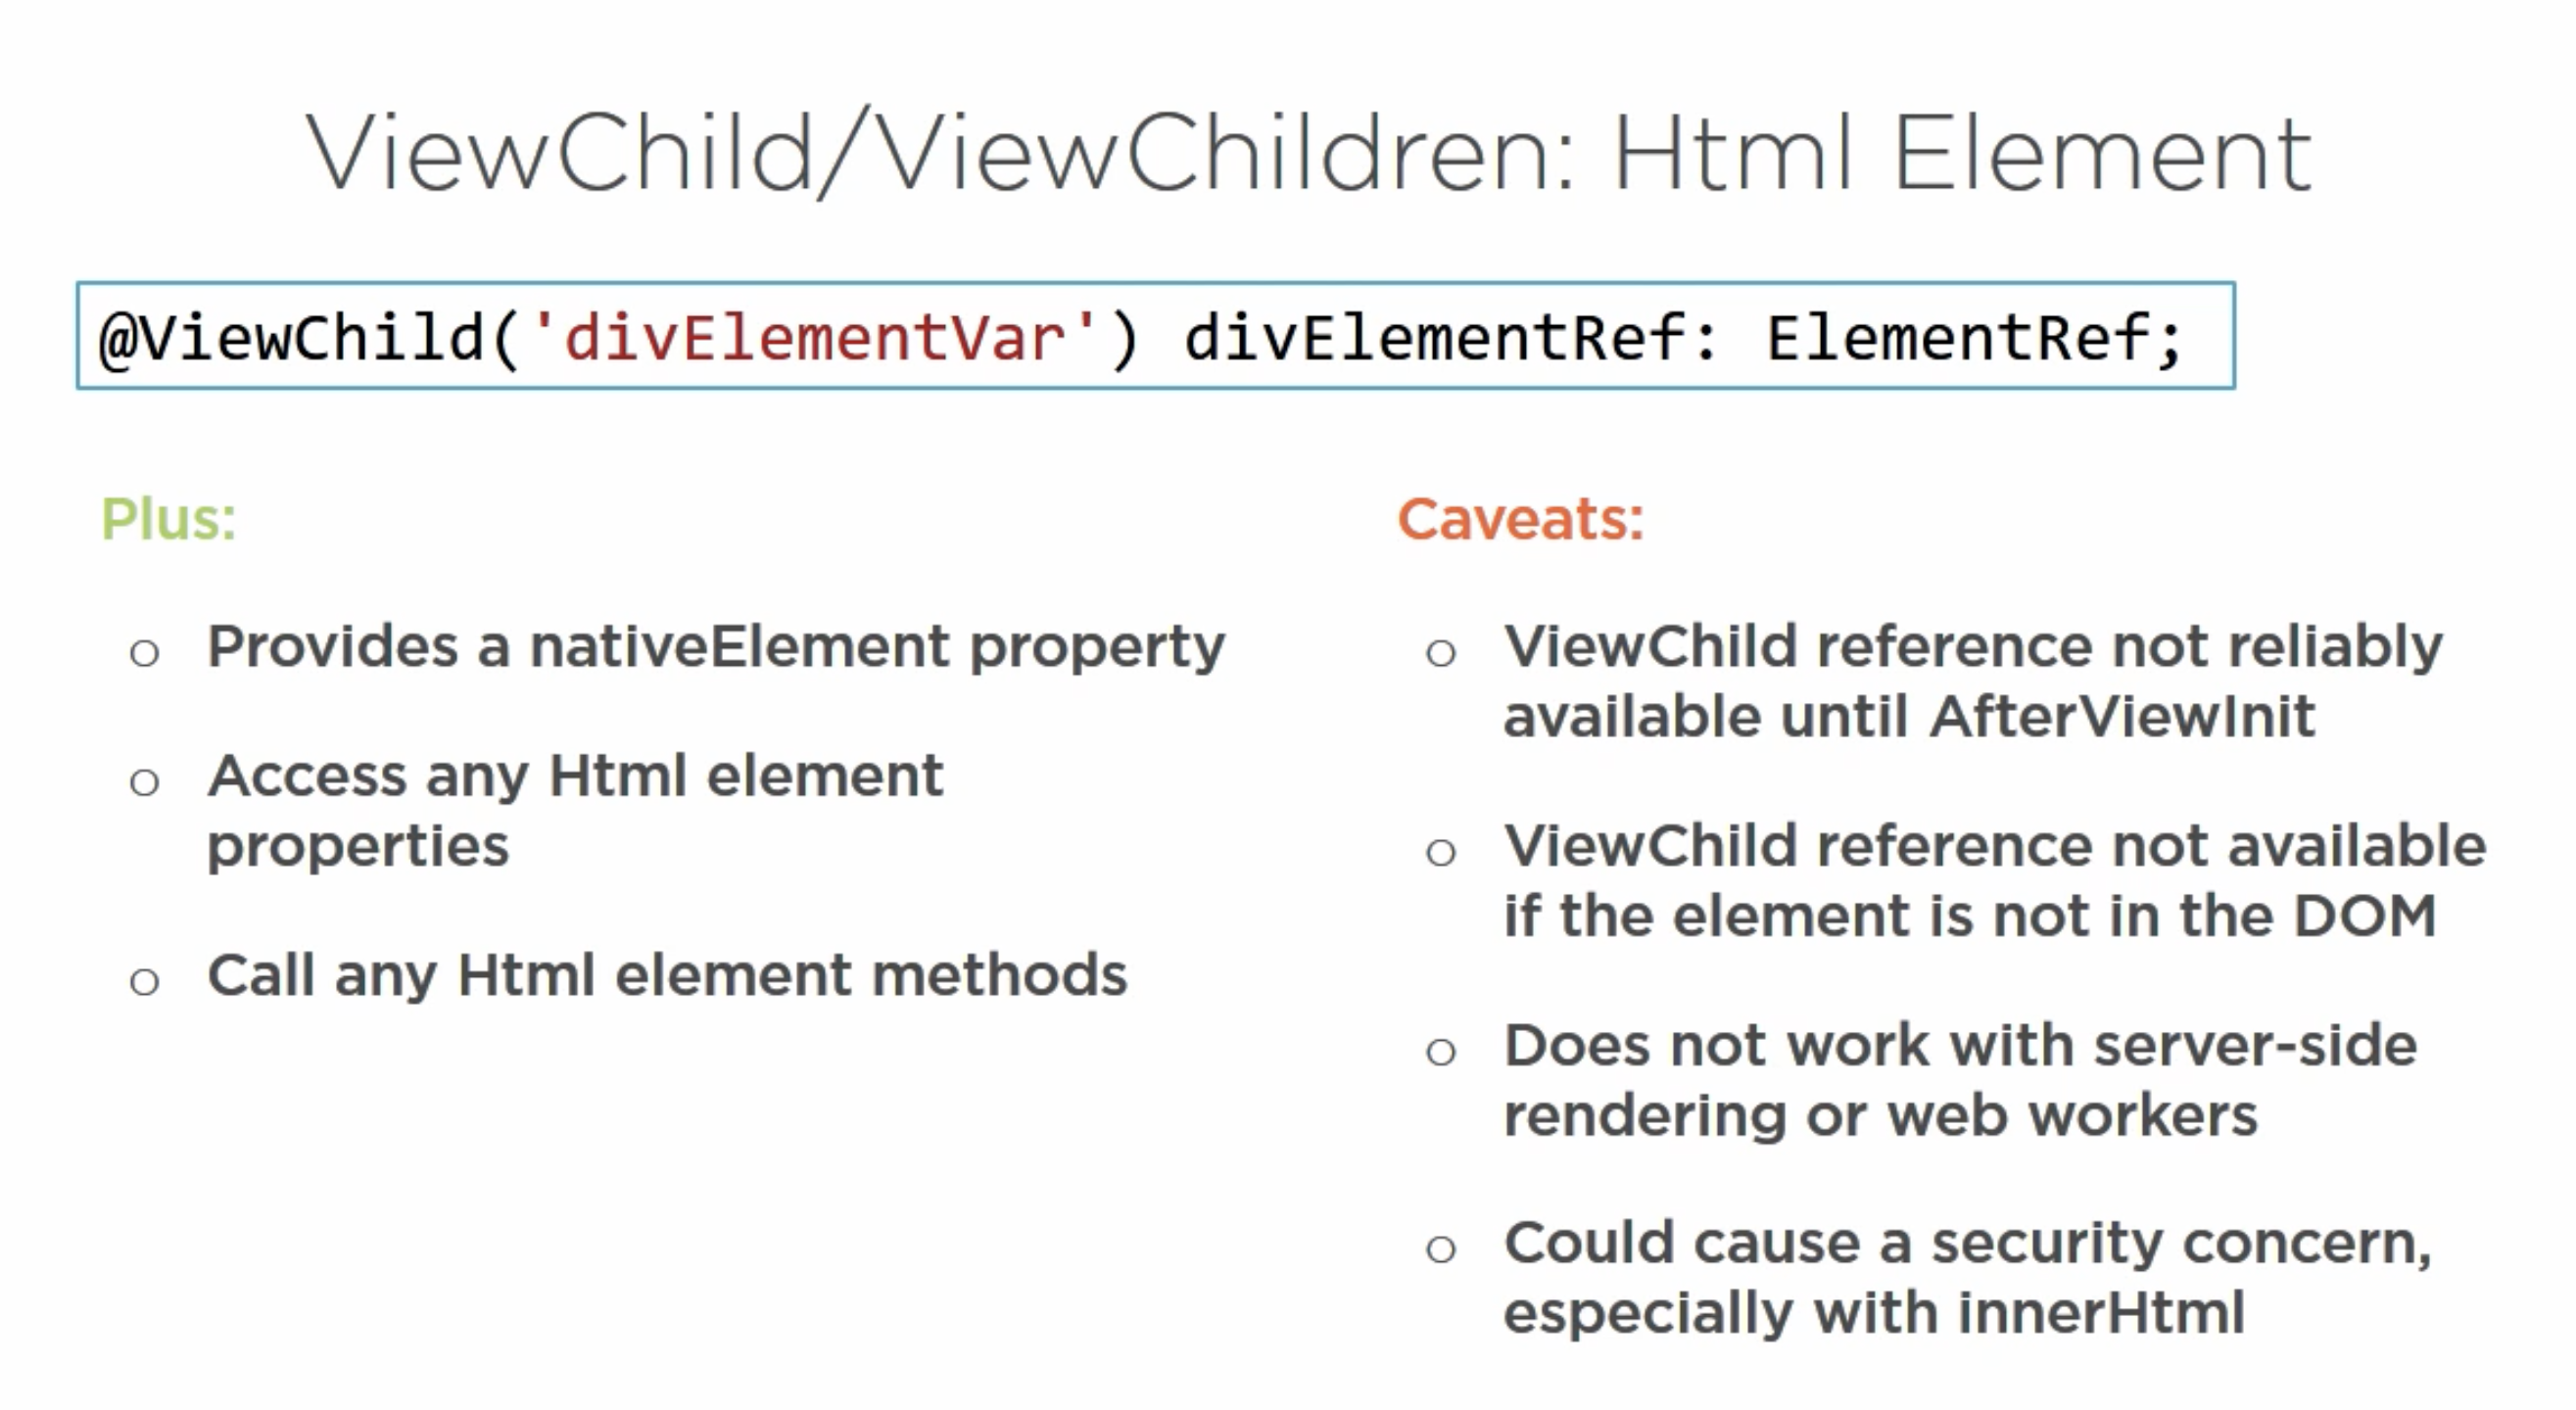 ViewChild/ViewChildren: Html Element
@ViewChild('divElementVar') divElementRef: ElementRef;
Plus:
○ Provides a nativeElement property
○ Access any Html element
properties
○ Call any Html element methods
Caveats:
○ ViewChild reference not reliably
available until AfterViewInit
○ ViewChild reference not available
if the element is not in the DOM
○ Does not work with server-side
rendering or web workers
○ Could cause a security concern,
especially with innerHtml